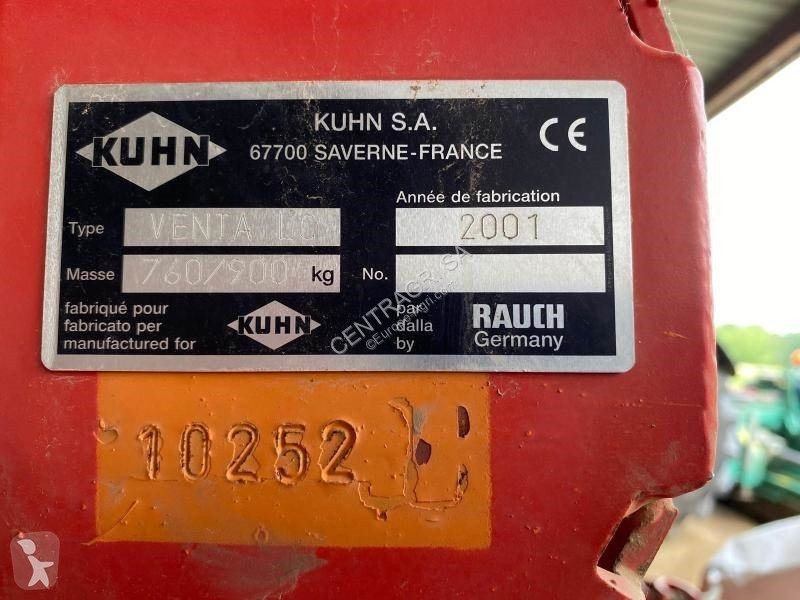 KUHN
KUHN S.A.
67700 SAVERNE-FRANCE
CE
Année de fabrication
Type VENTA LC 2001
Masse 760/900 kg No.
fabriqué pour
fabricato per
manufactured for
KUHN
par
dalla
by
RAUCH
Germany
CENTRAGRI SA
10252